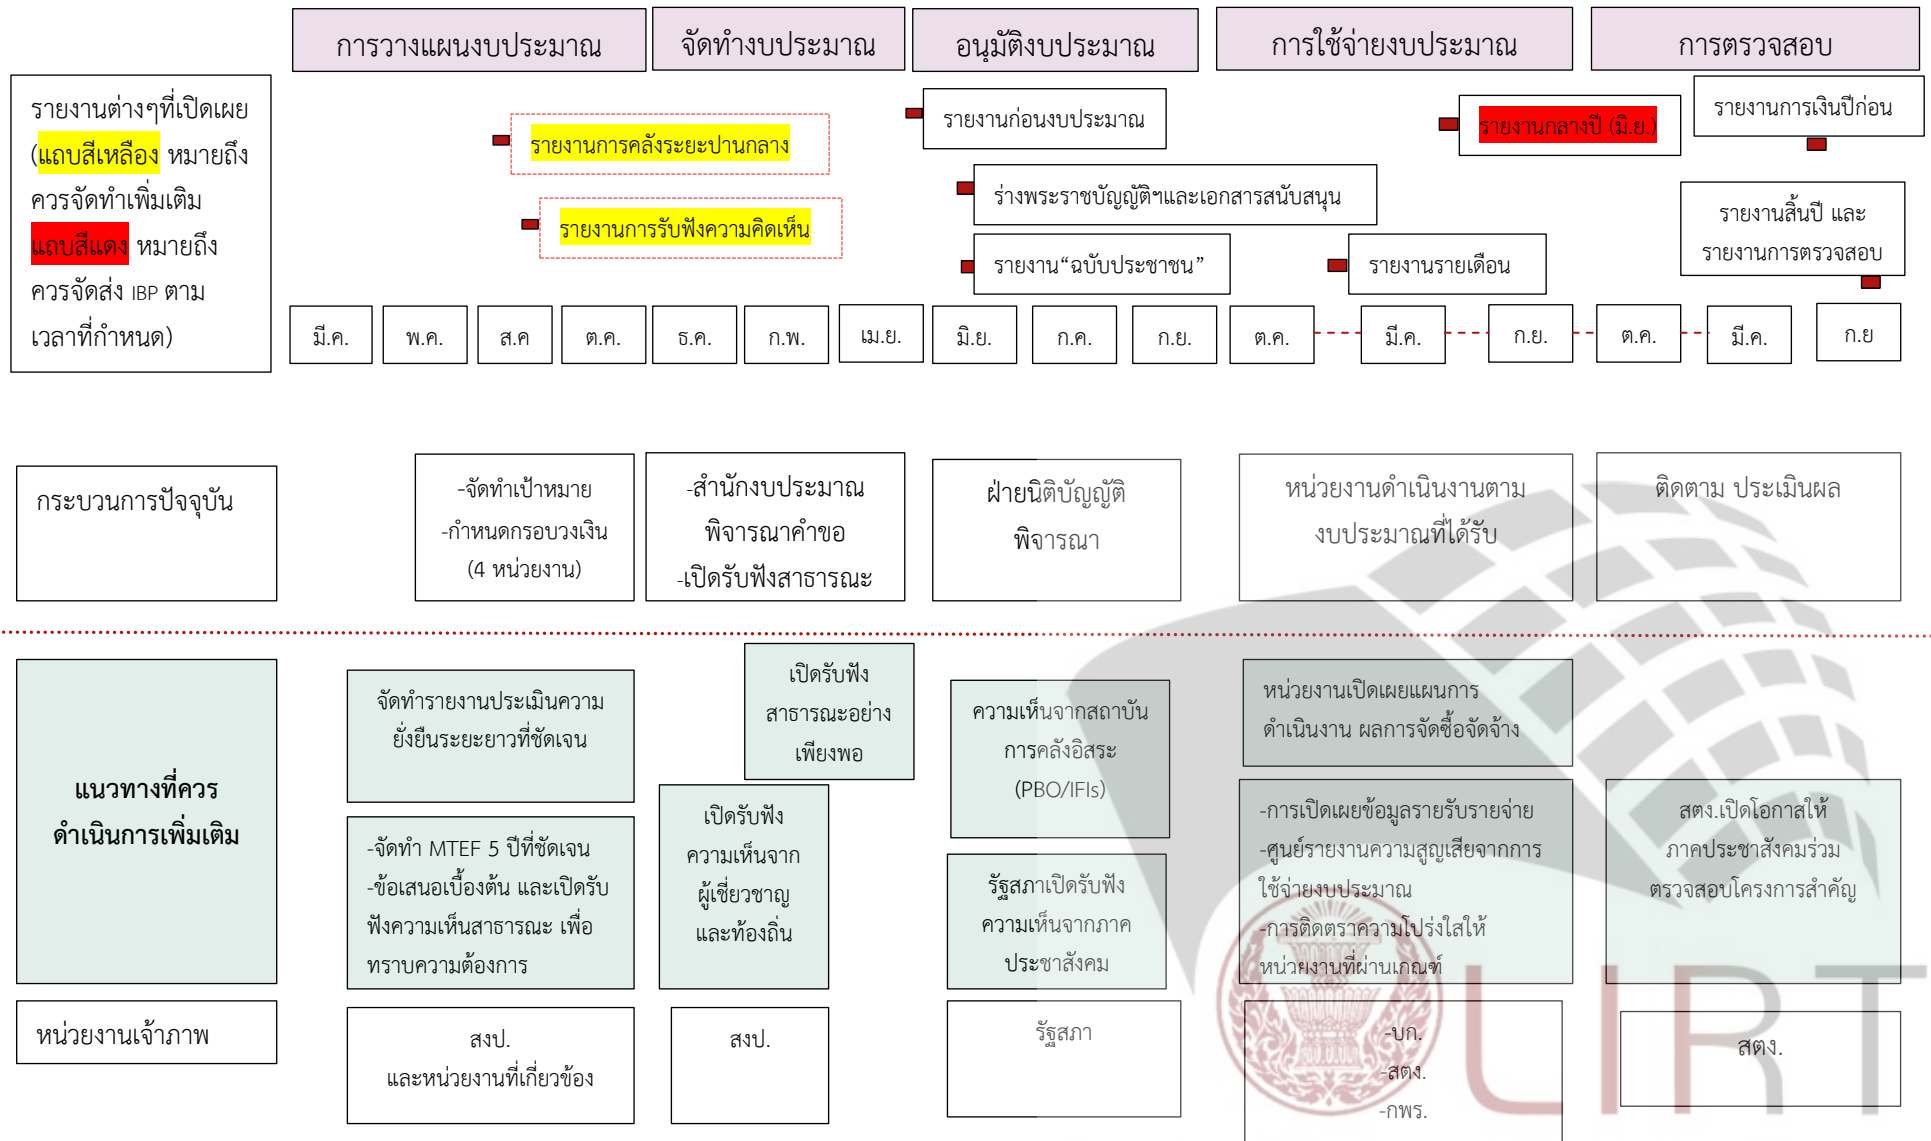 การวางแผนงบประมาณ
จัดทำงบประมาณ
อนุมัติงบประมาณ
การใช้จ่ายงบประมาณ
การตรวจสอบ
รายงานต่างๆที่เปิดเผย
(แถบสีเหลือง หมายถึง
ควรจัดทำเพิ่มเติม
แถบสีแดง หมายถึง
ควรจัดส่ง IBP ตาม
เวลาที่กำหนด)
รายงานการคลังระยะปานกลาง
รายงานการรับฟังความคิดเห็น
รายงานก่อนงบประมาณ
ร่างพระราชบัญญัติฯและเอกสารสนับสนุน
รายงาน“ฉบับประชาชน”
รายงานกลางปี (มิ.ย.)
รายงานรายเดือน
รายงานการเงินปีก่อน
รายงานสิ้นปี และ
รายงานการตรวจสอบ
มี.ค.
พ.ค.
ส.ค
ต.ค.
ธ.ค.
ก.พ.
เม.ย.
มิ.ย.
ก.ค.
ก.ย.
ต.ค.
มี.ค.
ก.ย.
ต.ค.
มี.ค.
ก.ย
กระบวนการปัจจุบัน
-จัดทำเป้าหมาย
-กำหนดกรอบวงเงิน
(4 หน่วยงาน)
-สำนักงบประมาณ
พิจารณาคำขอ
-เปิดรับฟังสาธารณะ
ฝ่ายนิติบัญญัติ
พิจารณา
หน่วยงานดำเนินงานตาม
งบประมาณที่ได้รับ
ติดตาม ประเมินผล
แนวทางที่ควร
ดำเนินการเพิ่มเติม
จัดทำรายงานประเมินความ
ยั่งยืนระยะยาวที่ชัดเจน
-จัดทำ MTEF 5 ปีที่ชัดเจน
-ข้อเสนอเบื้องต้น และเปิดรับ
ฟังความเห็นสาธารณะ เพื่อ
ทราบความต้องการ
เปิดรับฟัง
สาธารณะอย่าง
เพียงพอ
เปิดรับฟัง
ความเห็นจาก
ผู้เชี่ยวชาญ
และท้องถิ่น
ความเห็นจากสถาบัน
การคลังอิสระ
(PBO/IFIs)
รัฐสภาเปิดรับฟัง
ความเห็นจากภาค
ประชาสังคม
หน่วยงานเปิดเผยแผนการ
ดำเนินงาน ผลการจัดซื้อจัดจ้าง
-การเปิดเผยข้อมูลรายรับรายจ่าย
-ศูนย์รายงานความสูญเสียจากการ
ใช้จ่ายงบประมาณ
-การติดตราความโปร่งใสให้
หน่วยงานที่ผ่านเกณฑ์
สตง.เปิดโอกาสให้
ภาคประชาสังคมร่วม
ตรวจสอบโครงการสำคัญ
หน่วยงานเจ้าภาพ
สงป.
และหน่วยงานที่เกี่ยวข้อง
สงป.
รัฐสภา
-บก.
-สตง.
-กพร.
สตง.
LIRT